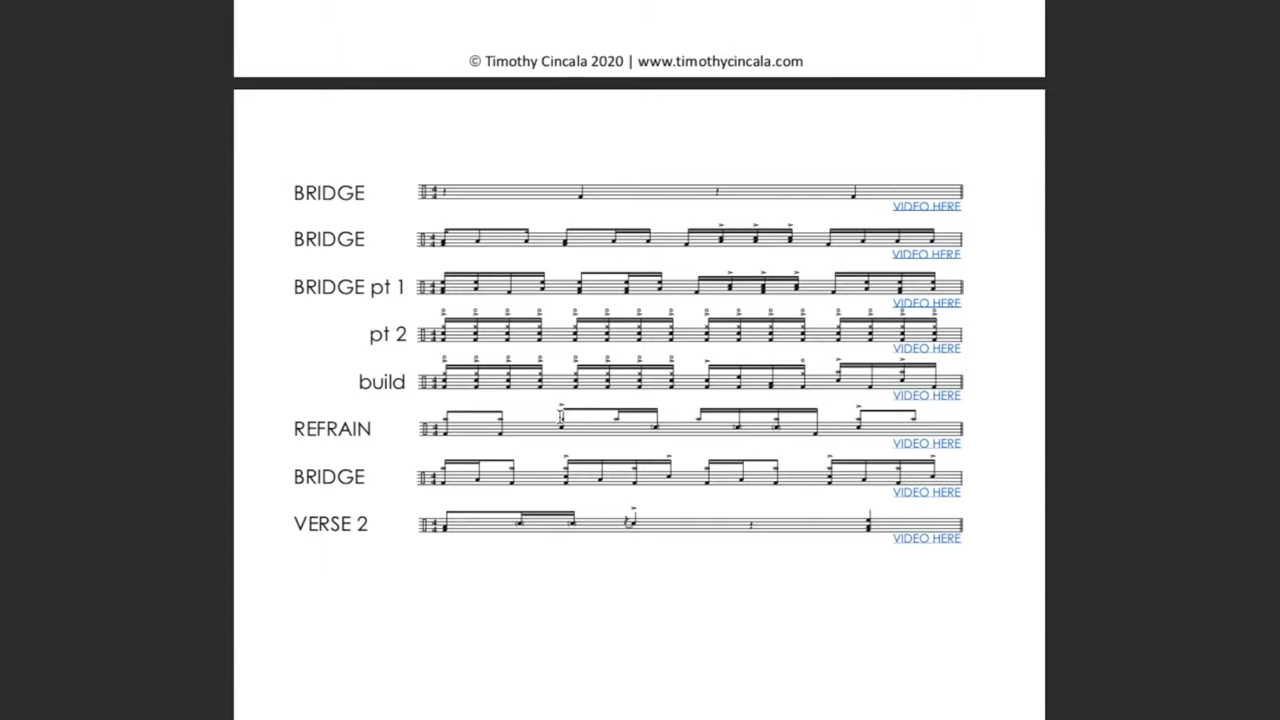 © Timothy Cincala 2020 | www.timothycincala.com
BRIDGE
VIDEO HERE
BRIDGE
VIDEO HERE
BRIDGE pt 1
VIDEO HERE
pt 2
VIDEO HERE
build
VIDEO HERE
REFRAIN
VIDEO HERE
BRIDGE
VIDEO HERE
VERSE 2
VIDEO HERE